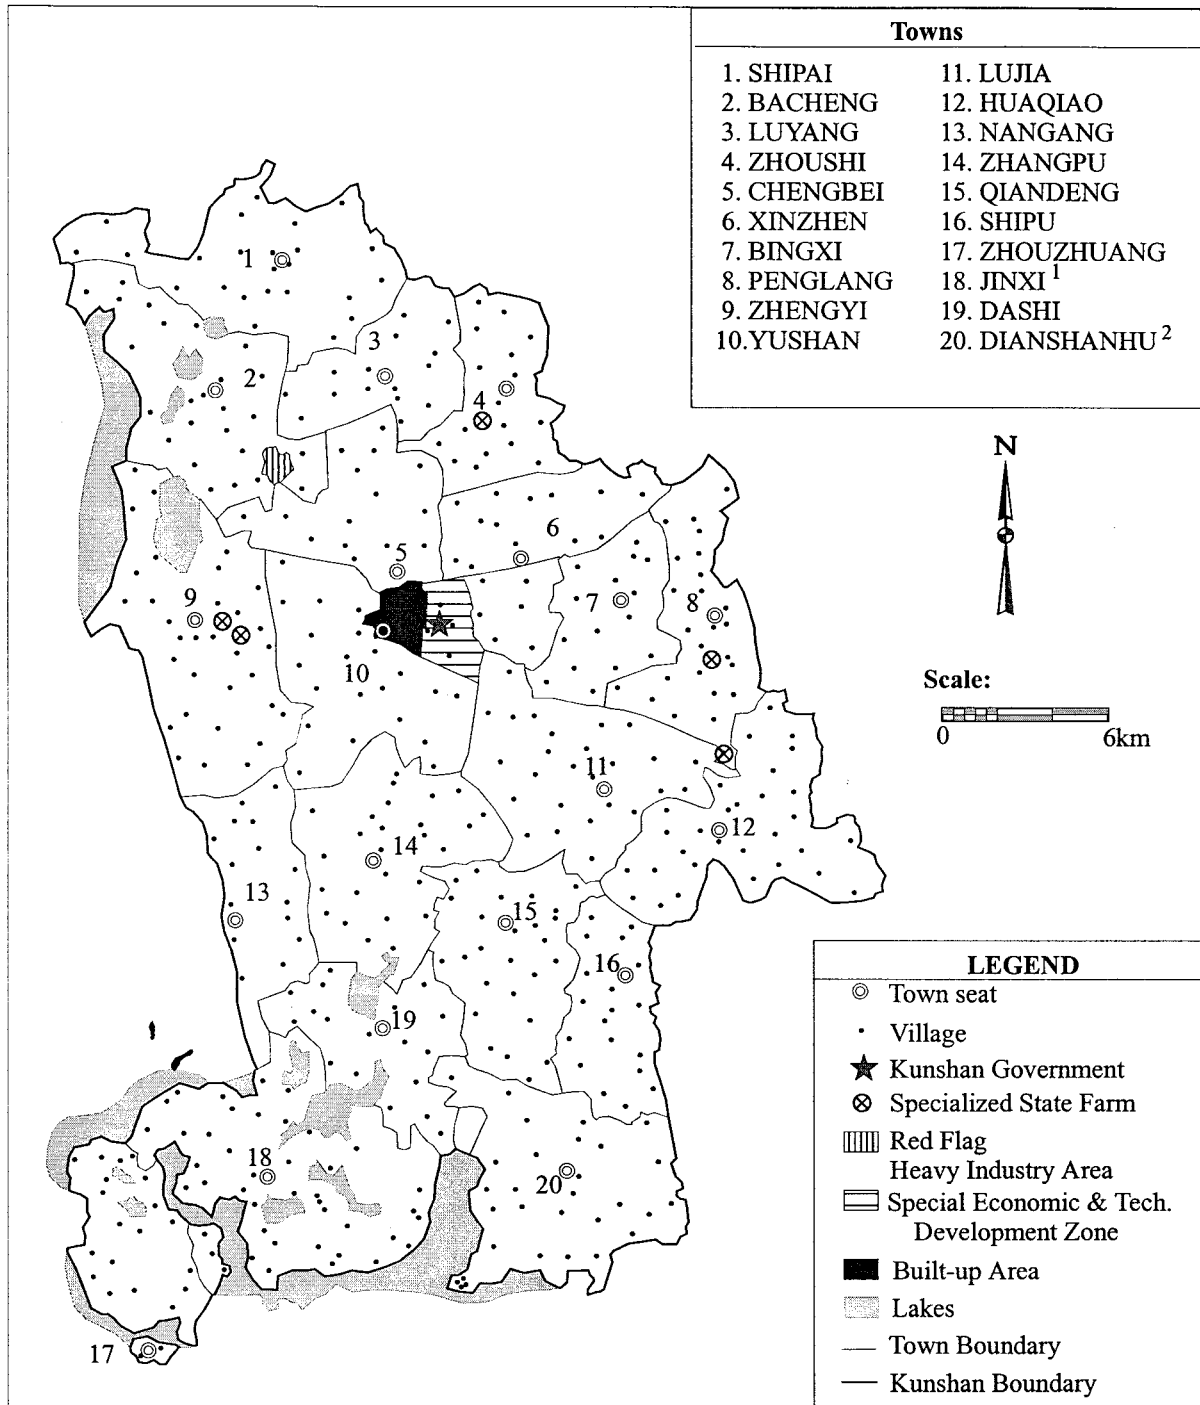 Towns
1. SHIPAI
2. BACHENG
3. LUYANG
4. ZHOUSHI
5. CHENGBEI
6. XINZHEN
7. BINGXI
8. PENGLANG
9. ZHENGYI
10.YUSHAN
11. LUJIA
12. HUAQIAO
13. NANGANG
14. ZHANGPU
15. QIANDENG
16. SHIPU
17. ZHOUZHUANG
18. JINXI 1
19. DASHI
20. DIANSHANHU 2
1
2
3
4
5
6
7
8
9
10
11
12
13
14
15
16
17
18
19
20
N
Scale:
0 6km
LEGEND
Town seat
Village
Kunshan Government
Specialized State Farm
Red Flag
Heavy Industry Area
Special Economic & Tech.
Development Zone
Built-up Area
Lakes
Town Boundary
Kunshan Boundary